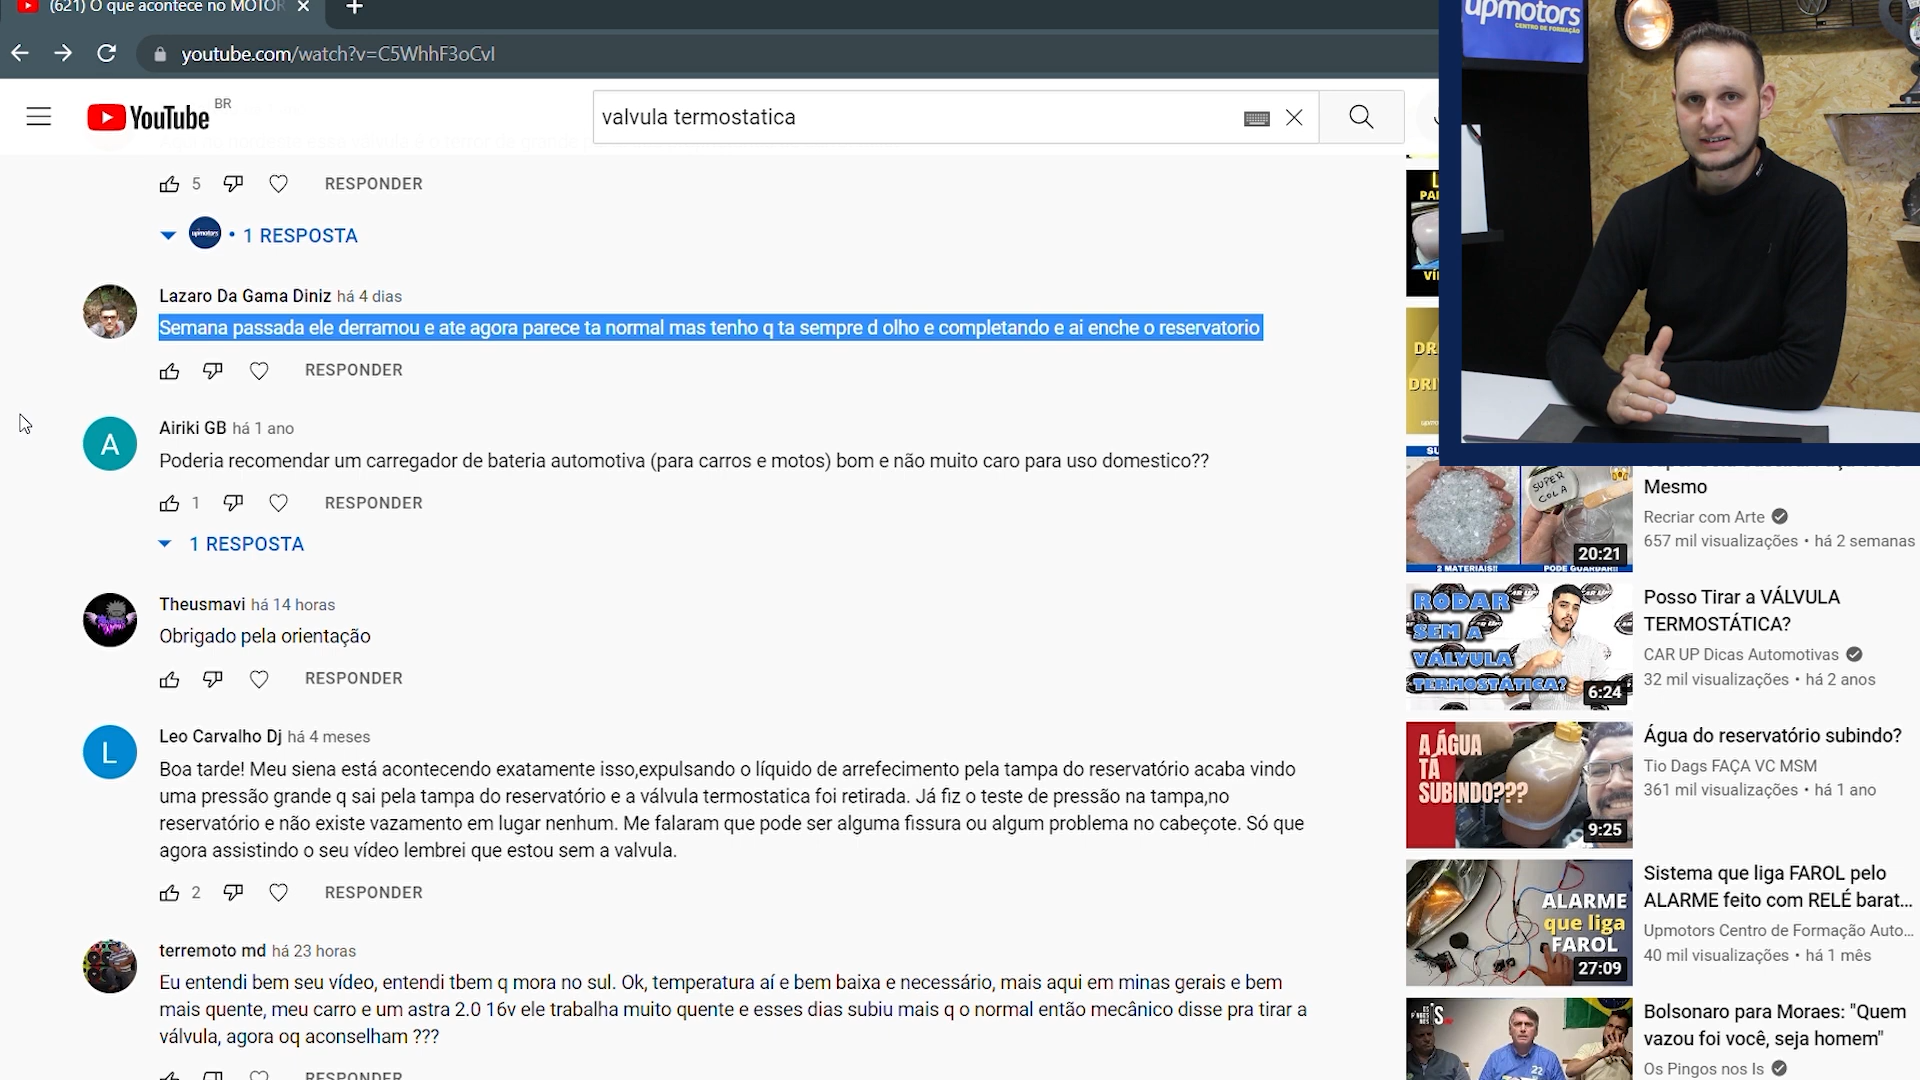 (621) O que acontece no MOTOR
youtube.com/watch?v=C5WhhF3oCvI
YouTube
BR
valvula termostatica
upmotors
CENTRO DE FORMAÇÃO
5
RESPONDER
upmotors
• 1 RESPOSTA
Lazaro Da Gama Diniz há 4 dias
Semana passada ele derramou e ate agora parece ta normal mas tenho q ta sempre d olho e completando e ai enche o reservatorio
RESPONDER
A
Airiki GB há 1 ano
Poderia recomendar um carregador de bateria automotiva (para carros e motos) bom e não muito caro para uso domestico??
1
RESPONDER
1 RESPOSTA
Theusmavi há 14 horas
Obrigado pela orientação
RESPONDER
L
Leo Carvalho Dj há 4 meses
Boa tarde! Meu siena está acontecendo exatamente isso,expulsando o líquido de arrefecimento pela tampa do reservatório acaba vindo
uma pressão grande q sai pela tampa do reservatório e a válvula termostatica foi retirada. Já fiz o teste de pressão na tampa,no
reservatório e não existe vazamento em lugar nenhum. Me falaram que pode ser alguma fissura ou algum problema no cabeçote. Só que
agora assistindo o seu vídeo lembrei que estou sem a valvula.
2
RESPONDER
terremoto md há 23 horas
Eu entendi bem seu vídeo, entendi tbem q mora no sul. Ok, temperatura aí e bem baixa e necessário, mais aqui em minas gerais e bem
mais quente, meu carro e um astra 2.0 16v ele trabalha muito quente e esses dias subiu mais q o normal então mecânico disse pra tirar a
válvula, agora oq aconselham ???
RESPONDER
SUPER
COLA
20:21
2 MATERIAIS!!
PODE GUARDAR!!
Mesmo
Recriar com Arte
657 mil visualizações • há 2 semanas
RODAR
SEM A
VÁLVULA
TERMOSTÁTICA?
6:24
Posso Tirar a VÁLVULA
TERMOSTÁTICA?
CAR UP Dicas Automotivas
32 mil visualizações • há 2 anos
A ÁGUA
TÁ
SUBINDO???
9:25
Água do reservatório subindo?
Tio Dags FAÇA VC MSM
361 mil visualizações • há 1 ano
ALARME
que liga
FAROL
27:09
Sistema que liga FAROL pelo
ALARME feito com RELÉ barat...
Upmotors Centro de Formação Auto...
40 mil visualizações • há 1 mês
Bolsonaro para Moraes: "Quem
vazou foi você, seja homem"
Os Pingos nos Is